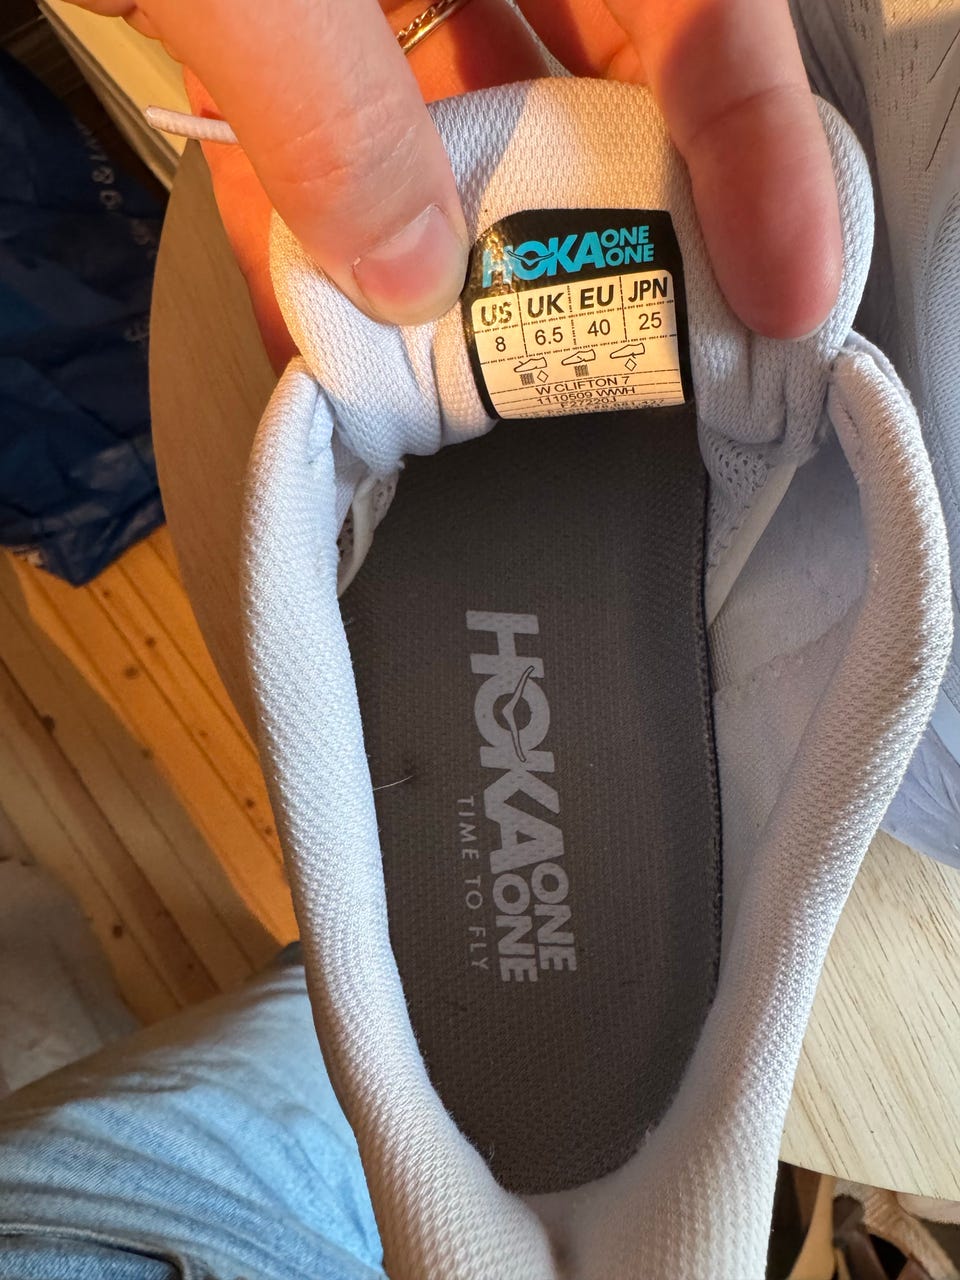 HOKA ONE ONE
US UK EU JPN
8 6.5 40 25
W CLIFTON 7
1110509 WWH
F27220J
HOKA ONE ONE
TIME TO FLY